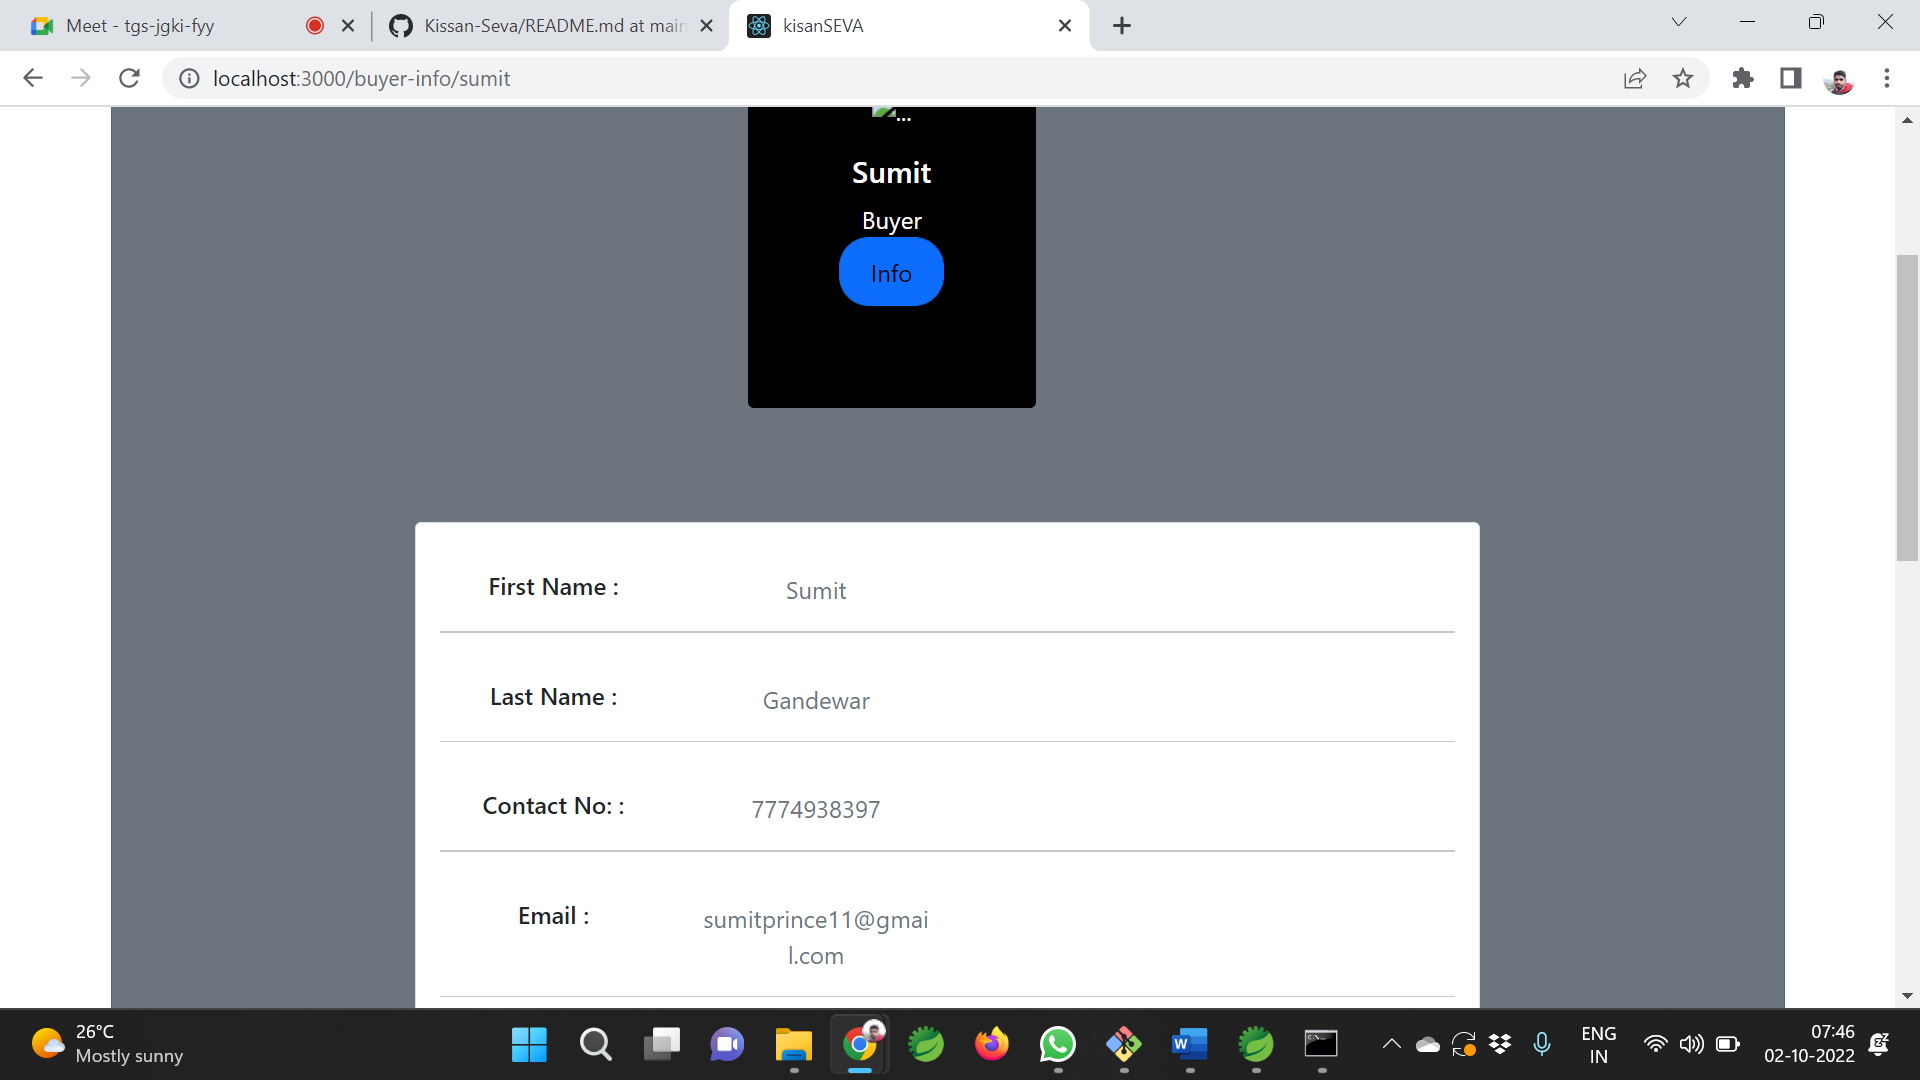 Meet - tgs-jgki-fyy
Kissan-Seva/README.md at main
kisanSEVA
localhost:3000/buyer-info/sumit
...
Sumit
Buyer
Info
First Name :
Sumit
Last Name :
Gandewar
Contact No: :
7774938397
Email :
sumitprince11@gmai
l.com
26°C
Mostly sunny
ENG
IN
07:46
02-10-2022